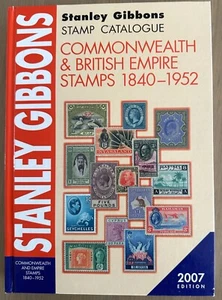 Stanley Gibbons
STAMP CATALOGUE
COMMONWEALTH
& BRITISH EMPIRE
STAMPS 1840–1952
STANLEY GIBBONS
COMMONWEALTH
AND EMPIRE
STAMPS
1840-1952
SEYCHELLES
2007
EDITION